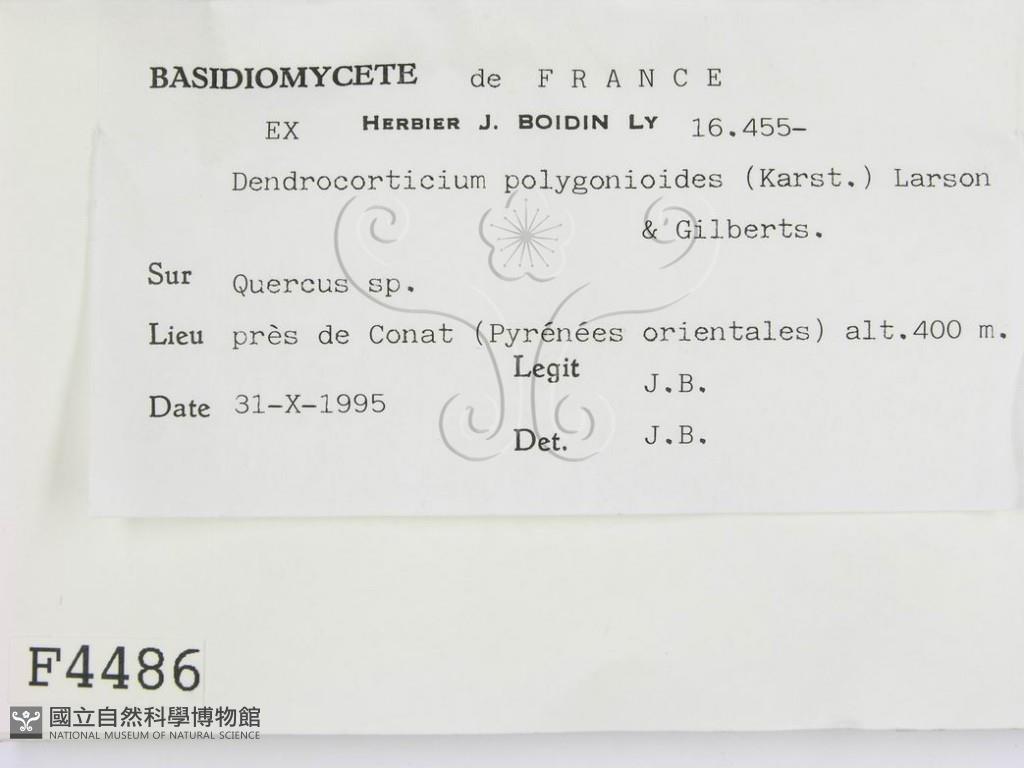 BASIDIOMYCETE de F R A N C E
EX HERBIER J. BOIDIN LY 16.455-
Dendrocorticium polygonioides (Karst.) Larson
& Gilberts.
Sur Quercus sp.
Lieu près de Conat (Pyrénées orientales) alt.400 m.
Legit J.B.
Date 31-X-1995
Det. J.B.
F4486
國立自然科學博物館
NATIONAL MUSEUM OF NATURAL SCIENCE